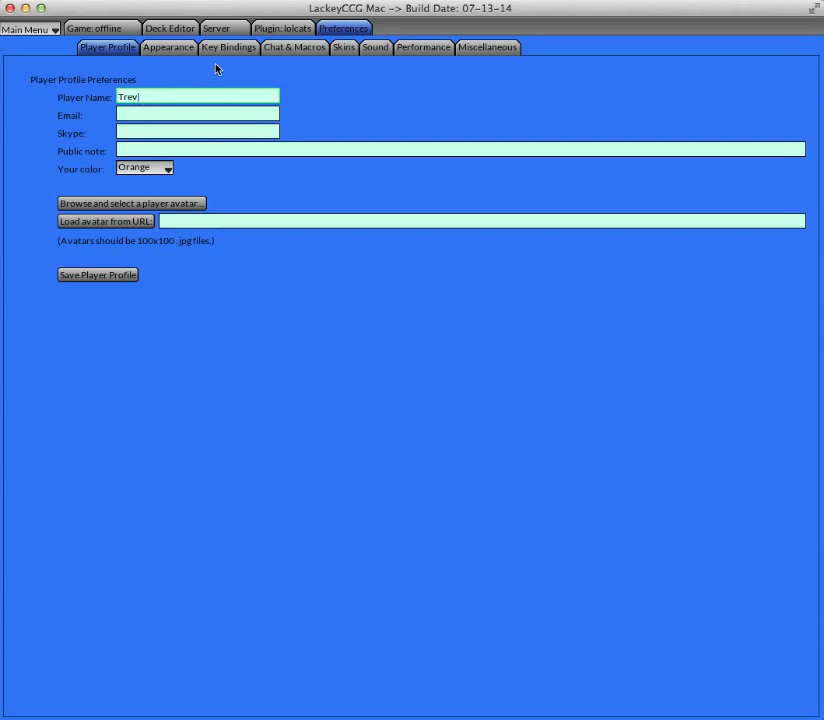 LackeyCCG Mac -> Build Date: 07-13-14
Main Menu Game: offline Deck Editor Server Plugin: lolcats Preferences
Player Profile Appearance Key Bindings Chat & Macros Skins Sound Performance Miscellaneous
Player Profile Preferences
Player Name: Trev
Email:
Skype:
Public note:
Your color: Orange
Browse and select a player avatar...
Load avatar from URL:
(Avatars should be 100x100 .jpg files.)
Save Player Profile